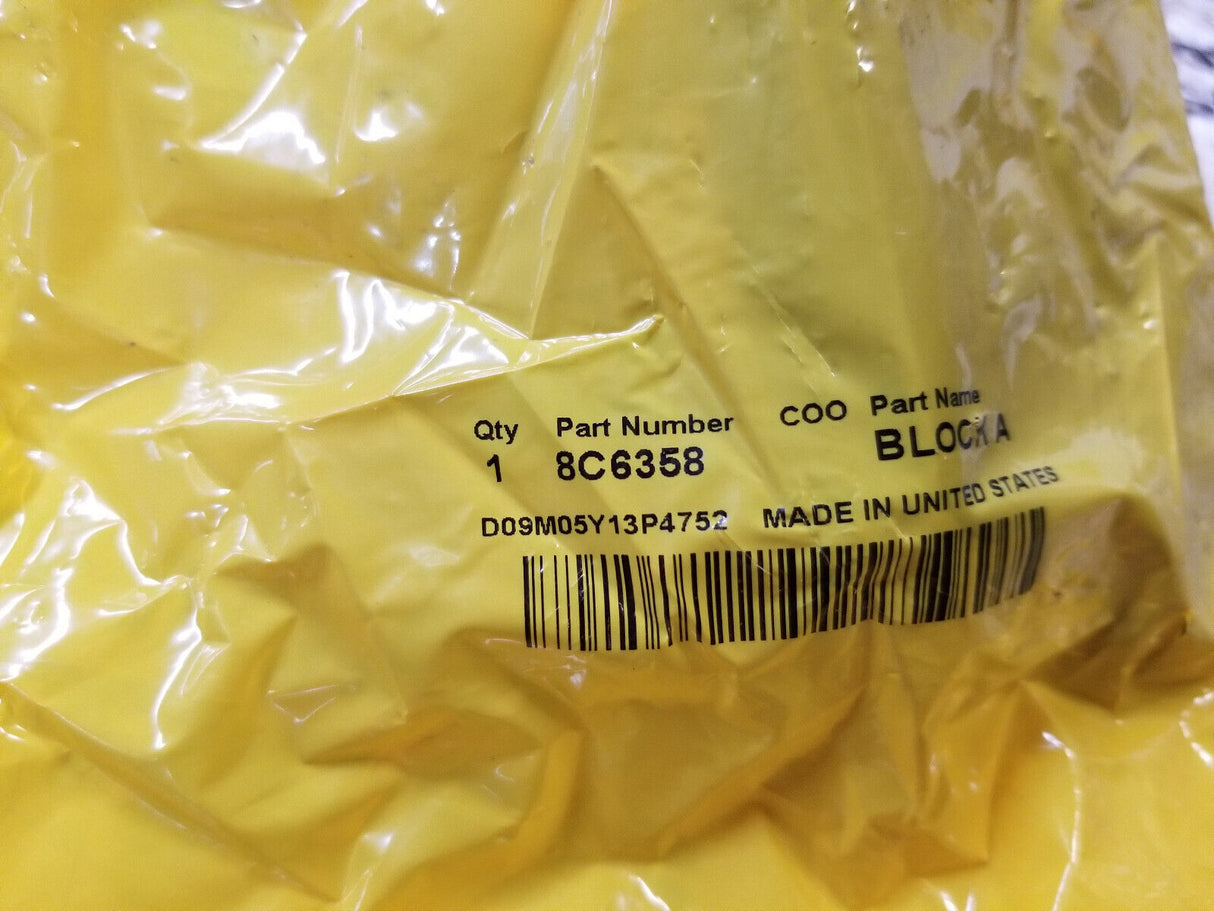 Qty Part Number COO Part Name
1 8C6358 BLOCK A
D09M05Y13P4752 MADE IN UNITED STATES